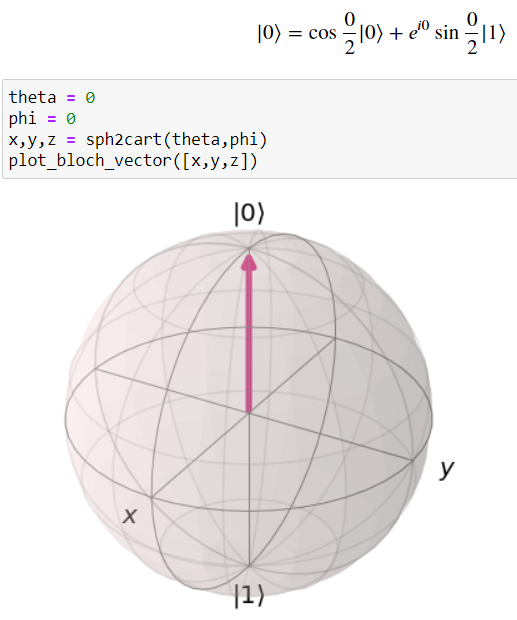 |0⟩ = cos 0/2 |0⟩ + e^{i0} sin 0/2 |1⟩
theta = 0
phi = 0
x,y,z = sph2cart(theta,phi)
plot_bloch_vector([x,y,z])
|0⟩
y
x
|1⟩